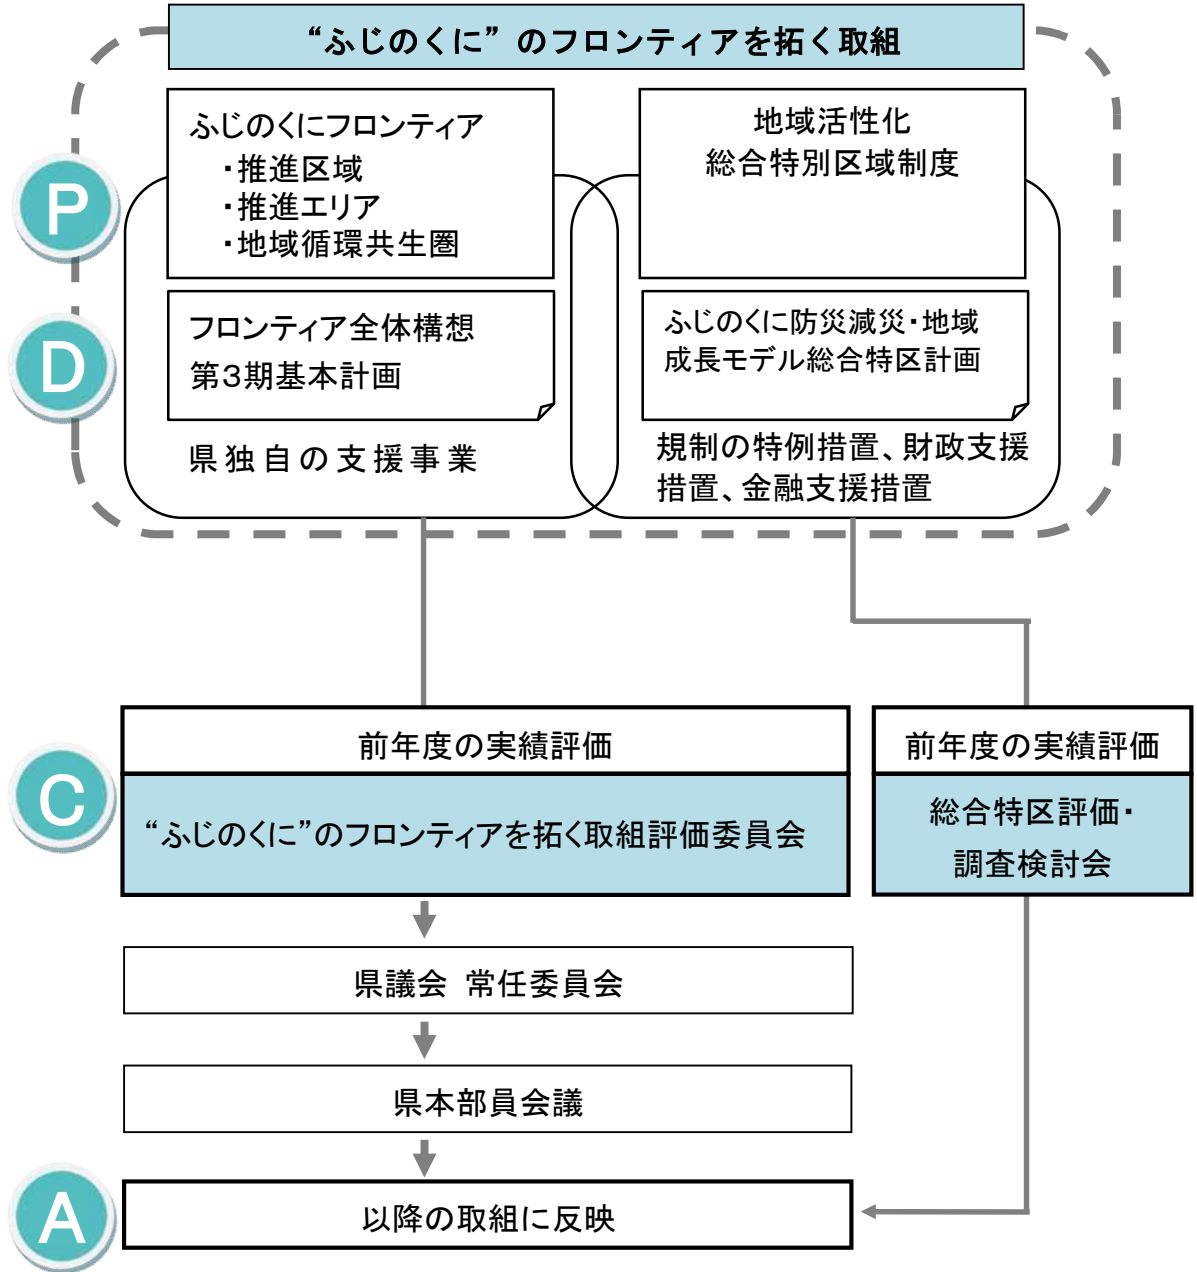 “ふじのくに” のフロンティアを拓く取組
P
ふじのくにフロンティア
・推進区域
・推進エリア
・地域循環共生圏
地域活性化
総合特別区域制度
D
フロンティア全体構想
第3期基本計画
ふじのくに防災減災・地域
成長モデル総合特区計画
県独自の支援事業
規制の特例措置、財政支援
措置、金融支援措置
C
前年度の実績評価
“ふじのくに”のフロンティアを拓く取組評価委員会
前年度の実績評価
総合特区評価・
調査検討会
県議会 常任委員会
県本部員会議
A
以降の取組に反映